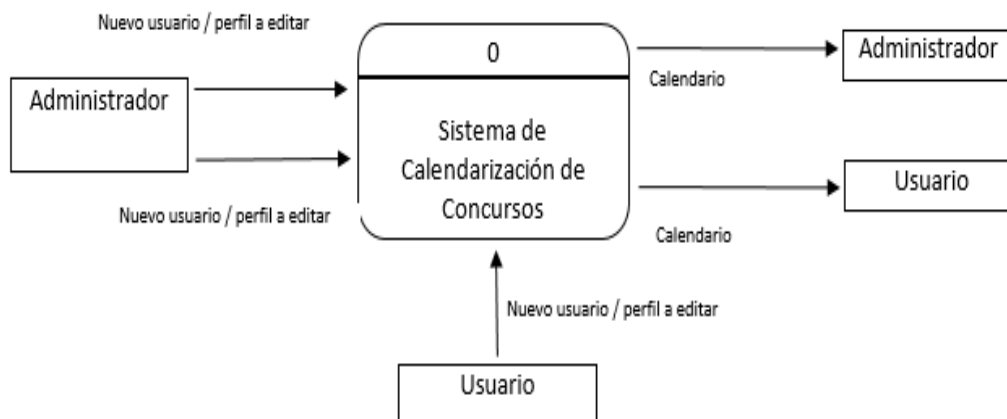 Nuevo usuario / perfil a editar
0
Administrador
Calendario
Administrador
Sistema de
Calendarización de
Concursos
Usuario
Nuevo usuario / perfil a editar
Calendario
Nuevo usuario / perfil a editar
Usuario